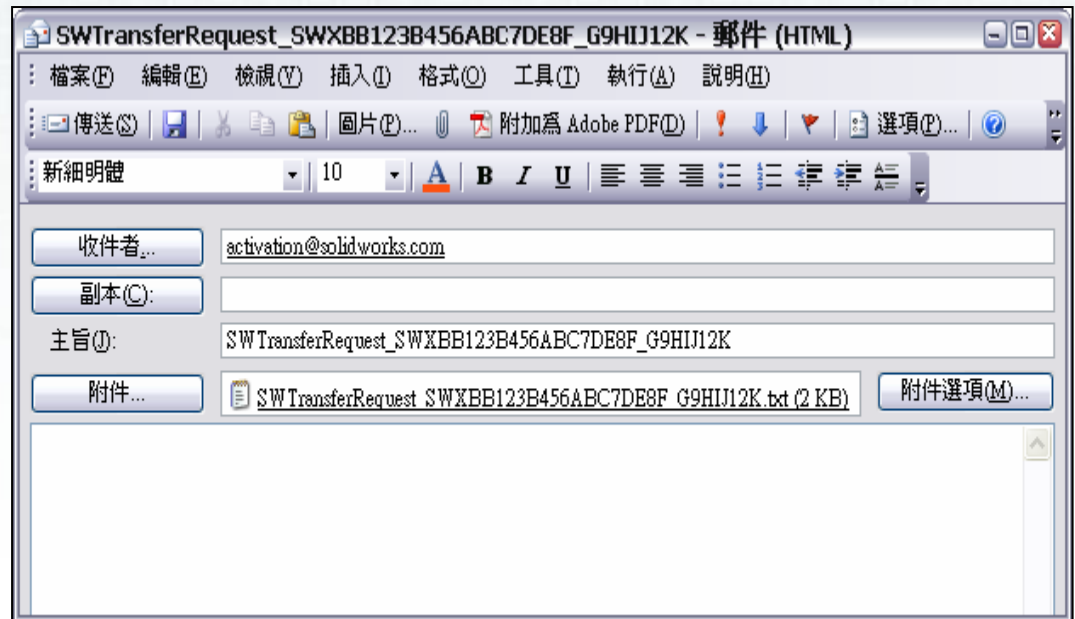 SWTransferRequest_SWXBB123B456ABC7DE8F_G9HIJ12K - 郵件 (HTML)
檔案(F) 編輯(E) 檢視(V) 插入(I) 格式(O) 工具(T) 執行(A) 說明(H)
傳送(S) 圖片(P)... 附加為 Adobe PDF(D) 選項(P)...
新細明體 10 A B I U
收件者... activation@solidworks.com
副本(C):
主旨(J): SWTransferRequest_SWXBB123B456ABC7DE8F_G9HIJ12K
附件... SWTransferRequest_SWXBB123B456ABC7DE8F_G9HIJ12K.txt (2 KB) 附件選項(M)...